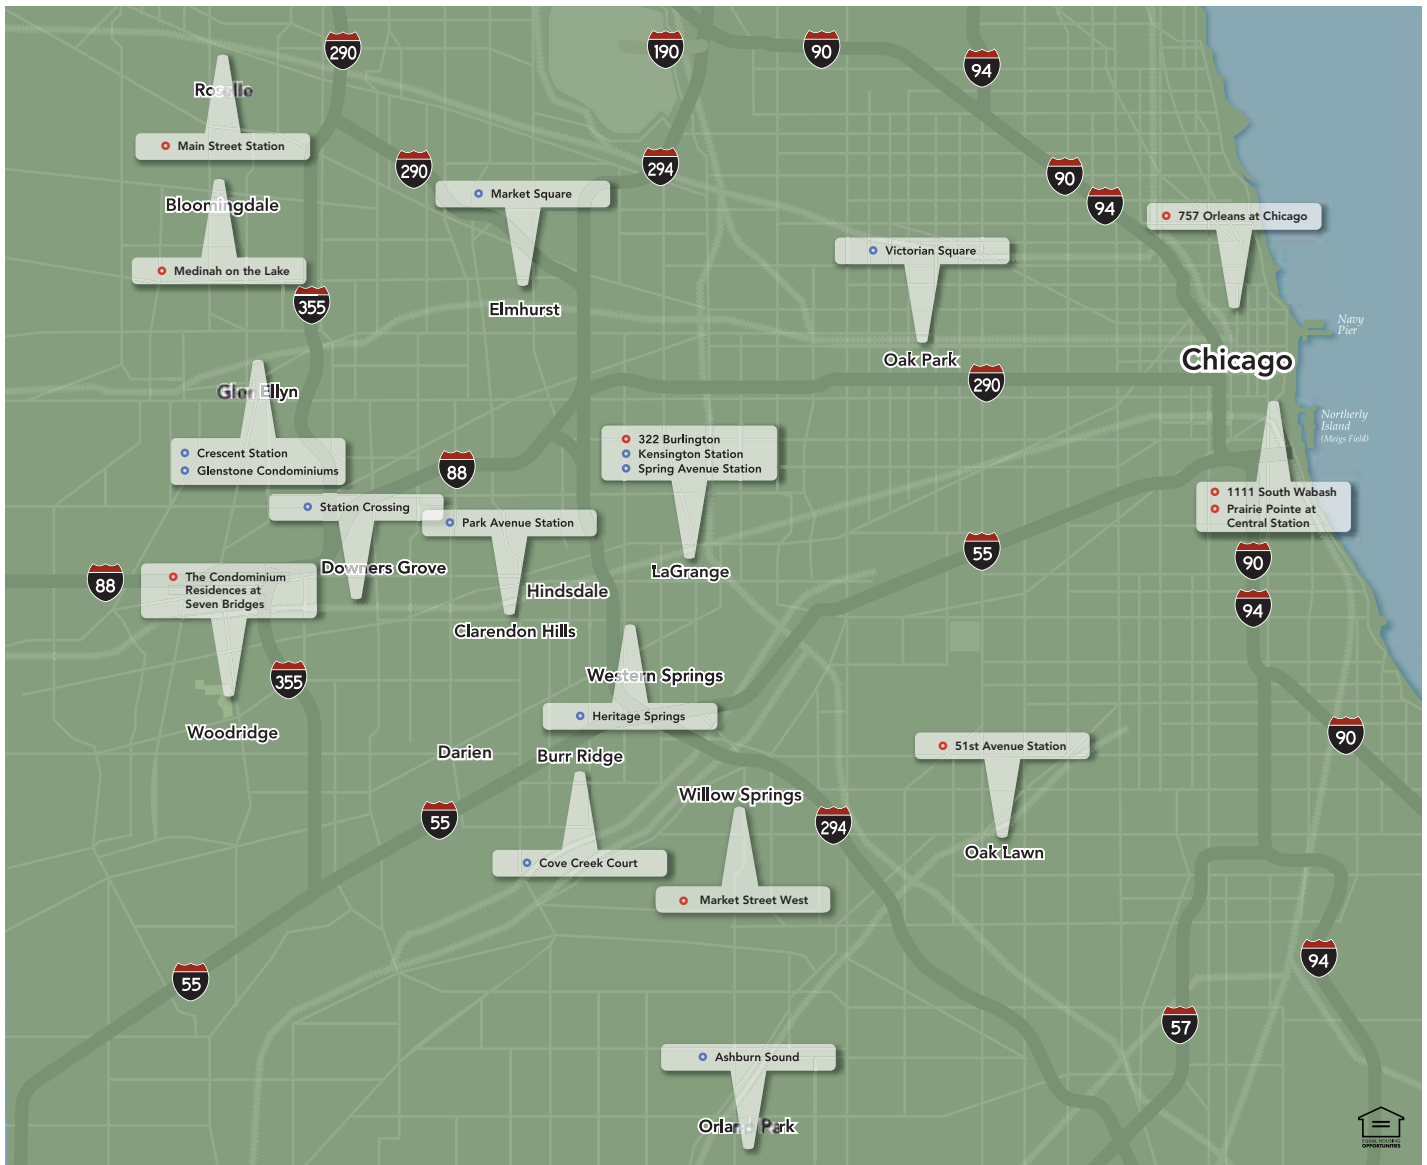 290
190
90
94
Roselle
Main Street Station
290
294
Market Square
90
94
Bloomingdale
Medinah on the Lake
757 Orleans at Chicago
Victorian Square
355
Elmhurst
Navy
Pier
Oak Park
Chicago
290
Glen Ellyn
Crescent Station
Glenstone Condominiums
88
322 Burlington
Kensington Station
Spring Avenue Station
Northerly
Island
(Meigs Field)
1111 South Wabash
Prairie Pointe at
Central Station
Station Crossing
Park Avenue Station
55
90
94
88
The Condominium
Residences at
Seven Bridges
Downers Grove
Hindsdale
LaGrange
Clarendon Hills
355
Western Springs
Heritage Springs
Woodridge
Darien
Burr Ridge
51st Avenue Station
90
Willow Springs
55
294
Oak Lawn
Cove Creek Court
Market Street West
55
94
57
Ashburn Sound
Orland Park
EQUAL HOUSING
OPPORTUNITIES